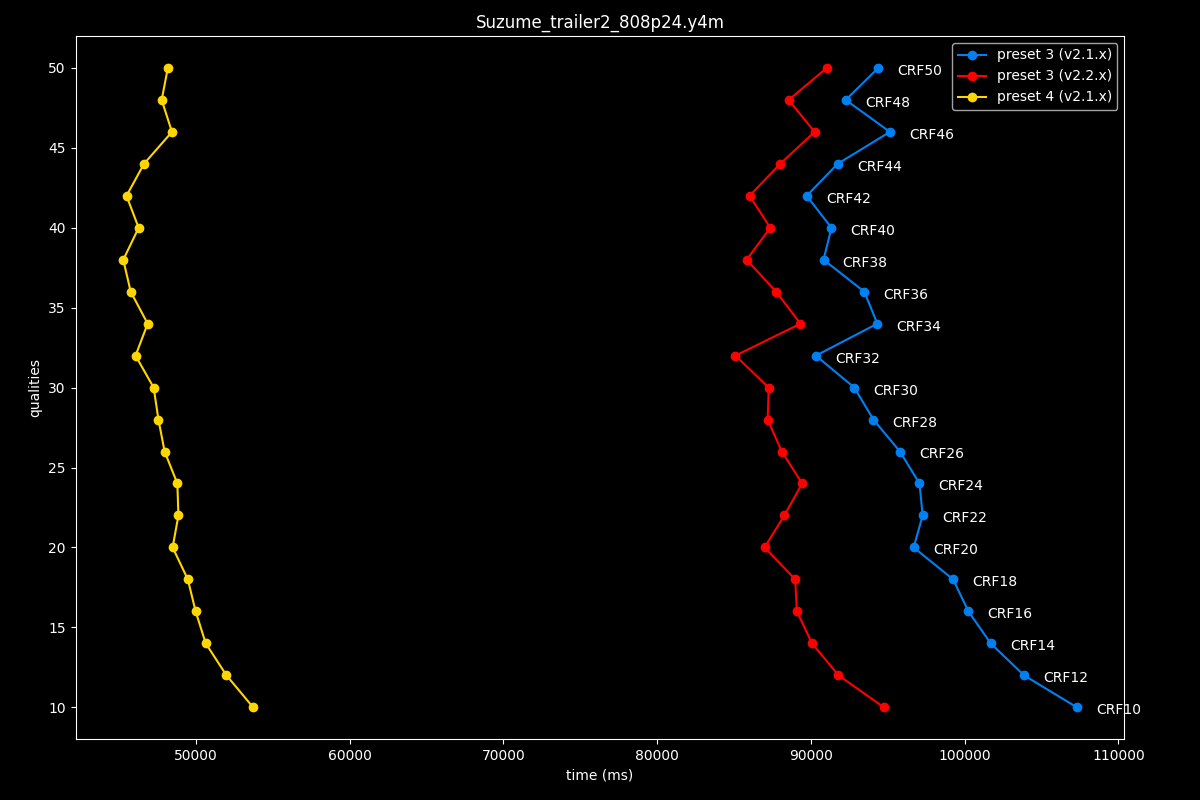 Suzume_trailer2_808p24.y4m
preset 3 (v2.1.x)
preset 3 (v2.2.x)
preset 4 (v2.1.x)
50
45
40
35
30
25
20
15
10
qualities
CRF50
CRF48
CRF46
CRF44
CRF42
CRF40
CRF38
CRF36
CRF34
CRF32
CRF30
CRF28
CRF26
CRF24
CRF22
CRF20
CRF18
CRF16
CRF14
CRF12
CRF10
50000 60000 70000 80000 90000 100000 110000
time (ms)